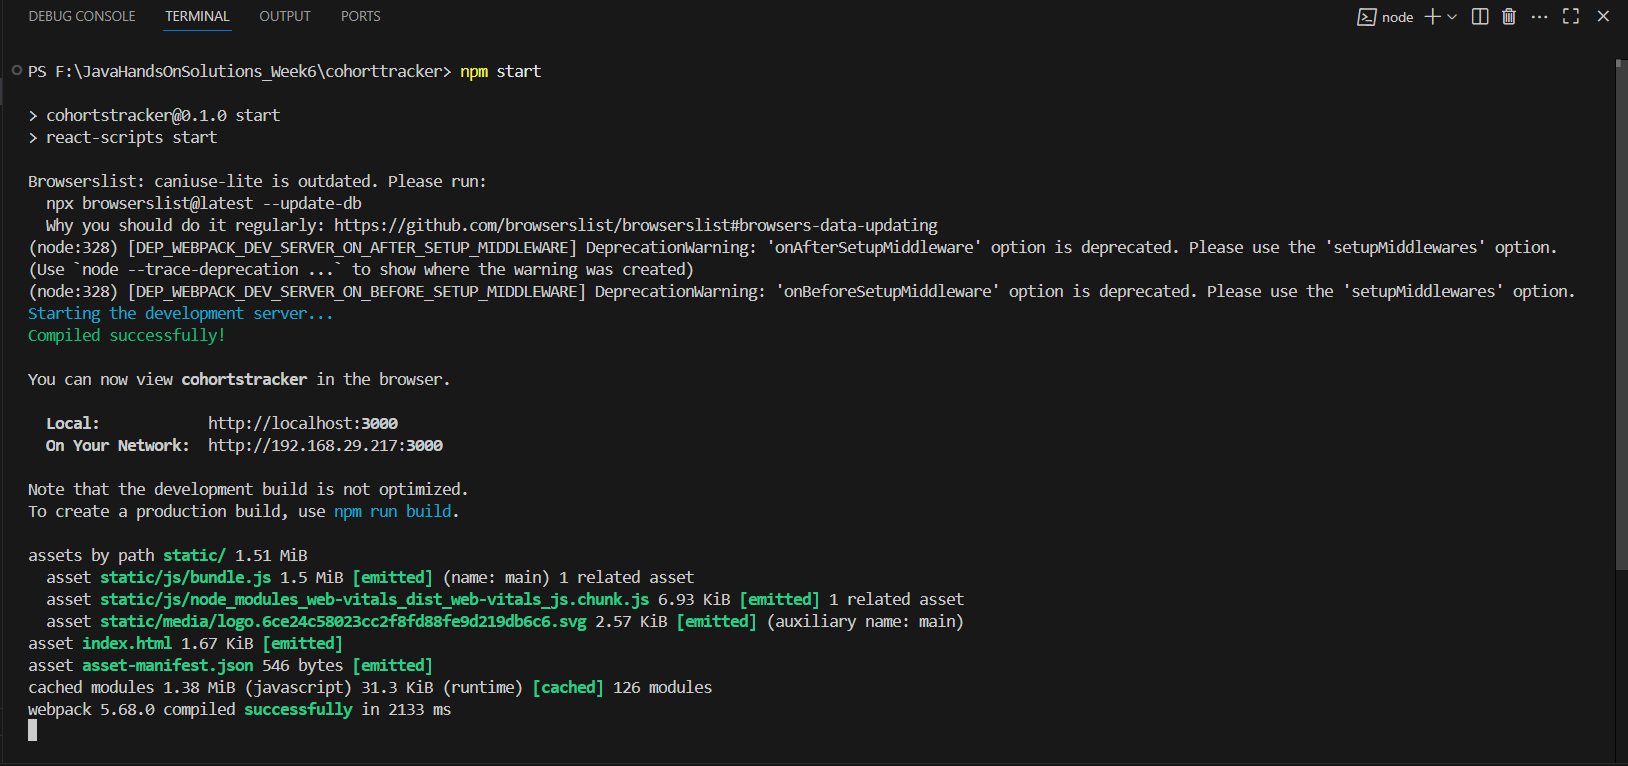 DEBUG CONSOLE TERMINAL OUTPUT PORTS node
PS F:\JavaHandsOnSolutions_Week6\cohorttracker> npm start
> cohortstracker@0.1.0 start
> react-scripts start
Browserslist: caniuse-lite is outdated. Please run:
npx browserslist@latest --update-db
Why you should do it regularly: https://github.com/browserslist/browserslist#browsers-data-updating
(node:328) [DEP_WEBPACK_DEV_SERVER_ON_AFTER_SETUP_MIDDLEWARE] DeprecationWarning: 'onAfterSetupMiddleware' option is deprecated. Please use the 'setupMiddlewares' option.
(Use `node --trace-deprecation ...` to show where the warning was created)
(node:328) [DEP_WEBPACK_DEV_SERVER_ON_BEFORE_SETUP_MIDDLEWARE] DeprecationWarning: 'onBeforeSetupMiddleware' option is deprecated. Please use the 'setupMiddlewares' option.
Starting the development server...
Compiled successfully!
You can now view cohortstracker in the browser.
Local: http://localhost:3000
On Your Network: http://192.168.29.217:3000
Note that the development build is not optimized.
To create a production build, use npm run build.
assets by path static/ 1.51 MiB
asset static/js/bundle.js 1.5 MiB [emitted] (name: main) 1 related asset
asset static/js/node_modules_web-vitals_dist_web-vitals_js.chunk.js 6.93 KiB [emitted] 1 related asset
asset static/media/logo.6ce24c58023cc2f8fd88fe9d219db6c6.svg 2.57 KiB [emitted] (auxiliary name: main)
asset index.html 1.67 KiB [emitted]
asset asset-manifest.json 546 bytes [emitted]
cached modules 1.38 MiB (javascript) 31.3 KiB (runtime) [cached] 126 modules
webpack 5.68.0 compiled successfully in 2133 ms